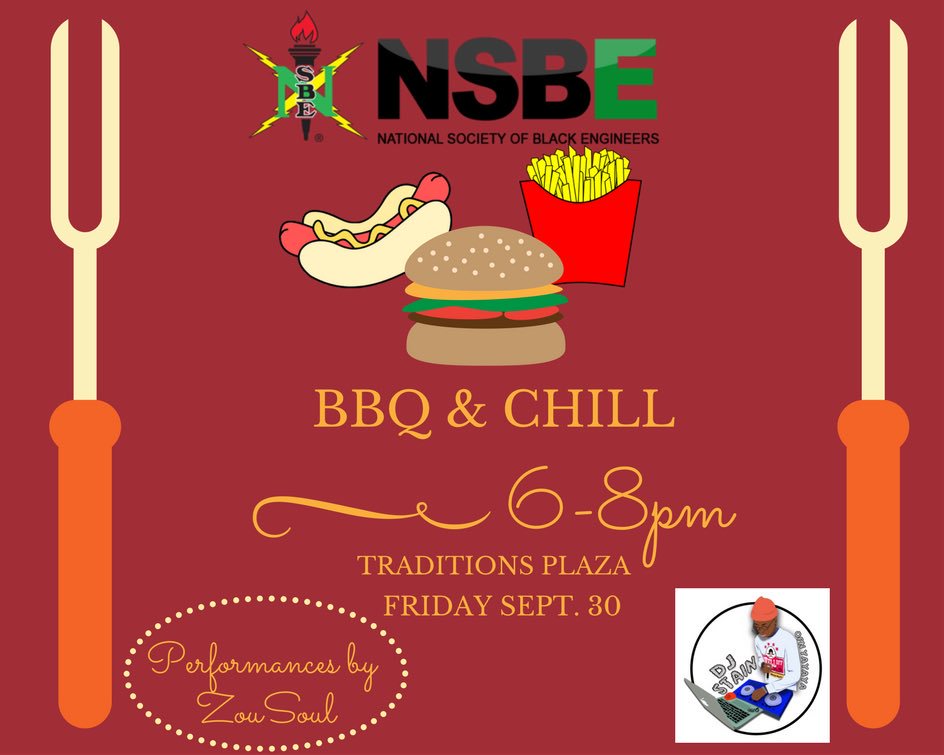 N
SBE
®
NSBE
NATIONAL SOCIETY OF BLACK ENGINEERS
BBQ & CHILL
6-8pm
TRADITIONS PLAZA
FRIDAY SEPT. 30
Performances by
ZouSoul
DJ
STAIN